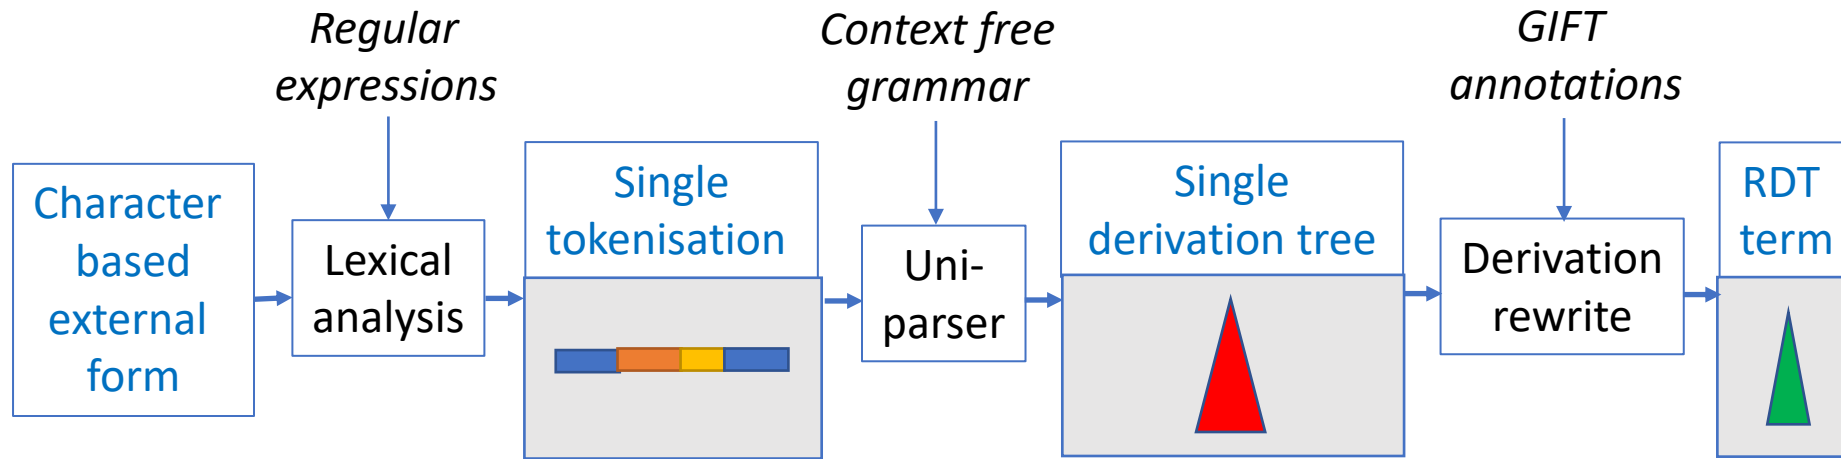 Regular
expressions
Context free
grammar
GIFT
annotations
Character
based
external
form
Lexical
analysis
Single
tokenisation
Uni-
parser
Single
derivation tree
Derivation
rewrite
RDT
term